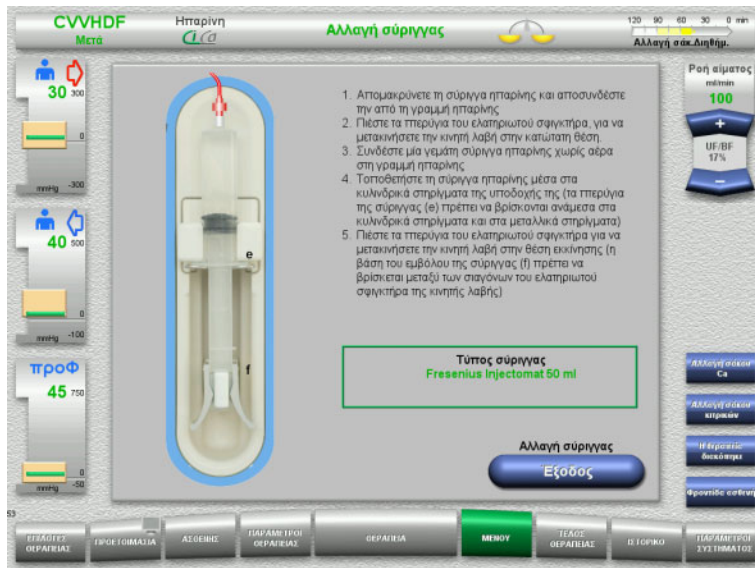 CVVHDF
Μετά
Ηππαρίνη
Ci Ca
Αλλαγή σύριγγας
120 90 60 30 0 min
Αλλαγή σάκ.Διηθήμ.
30
300
0
mmHg -300
40
500
0
mmHg -100
προΦ
45
750
0
mmHg -50
1. Απομακρύνετε τη σύριγγα ηπαρίνης και αποσυνδέστε
την από τη γραμμή ηπαρίνης
2. Πιέστε τα πτερύγια του ελατηριωτού σφιγκτήρα, για να
μετακινήσετε την κινητή λαβή στην κατώτατη θέση.
3. Συνδέστε μία γεμάτη σύριγγα ηπαρίνης χωρίς αέρα
στη γραμμή ηπαρίνης
4. Τοποθετήστε τη σύριγγα ηπαρίνης μέσα στα
κυλινδρικά στηρίγματα της υποδοχής της (τα πτερύγια
της σύριγγας (e) πρέπει να βρίσκονται ανάμεσα στα
κυλινδρικά στηρίγματα και στα μεταλλικά στηρίγματα)
5. Πιέστε τα πτερύγια του ελατηριωτού σφιγκτήρα για να
μετακινήσετε την κινητή λαβή στην θέση εκκίνησης (η
βάση του εμβόλου της σύριγγας (f) πρέπει να
βρίσκεται μεταξύ των σιαγόνων του ελατηριωτού
σφιγκτήρα της κινητής λαβής)
e
f
Τύπος σύριγγας
Fresenius Injectomat 50 ml
Αλλαγή σύριγγας
Έξοδος
Ροή αίματος
ml/min
100
+
UF/BF
17%
−
Αλλαγή σάκου
Ca
Αλλαγή σάκου
κιτρικών
Η θεραπεία
διεκόπηκε
Φροντίδα ασθενή
53
ΕΠΙΛΟΓΕΣ
ΘΕΡΑΠΕΙΑΣ
ΠΡΟΕΤΟΙΜΑΣΙΑ
ΑΣΘΕΝΗΣ
ΠΑΡΑΜΕΤΡΟΙ
ΘΕΡΑΠΕΙΑΣ
ΘΕΡΑΠΕΙΑ
ΜΕΝΟΥ
ΤΕΛΟΣ
ΘΕΡΑΠΕΙΑΣ
ΙΣΤΟΡΙΚΟ
ΠΑΡΑΜΕΤΡΟΙ
ΣΥΣΤΗΜΑΤΟΣ